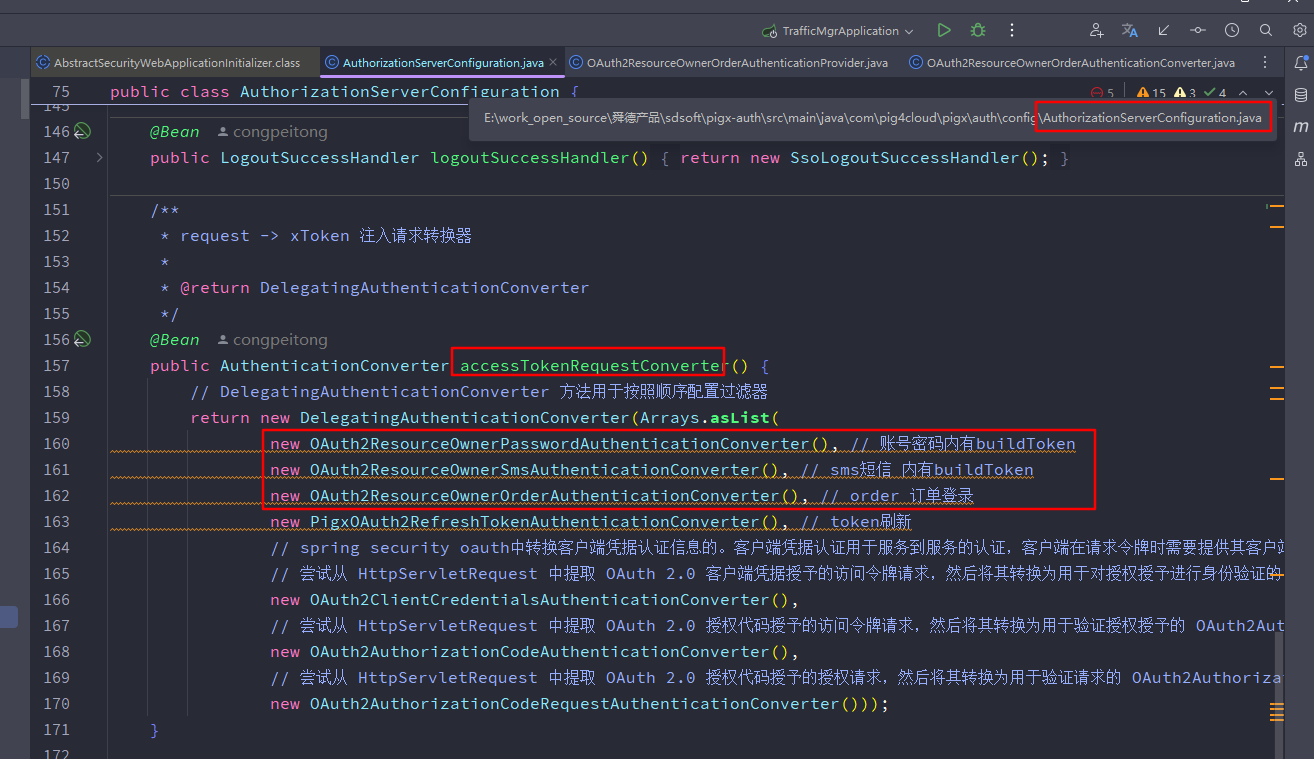 TrafficMgrApplication
AbstractSecurityWebApplicationInitializer.class
AuthorizationServerConfiguration.java
OAuth2ResourceOwnerOrderAuthenticationProvider.java
OAuth2ResourceOwnerOrderAuthenticationConverter.java
75 public class AuthorizationServerConfiguration {
5 15 3 4
E:\work_open_source\舜德产品\sdsoft\pigx-auth\src\main\java\com\pig4cloud\pigx\auth\config\AuthorizationServerConfiguration.java
145
146 @Bean congpeitong
147 public LogoutSuccessHandler logoutSuccessHandler() { return new SsoLogoutSuccessHandler(); }
150
151 /**
152 * request -> xToken 注入请求转换器
153 *
154 * @return DelegatingAuthenticationConverter
155 */
156 @Bean congpeitong
157 public AuthenticationConverter accessTokenRequestConverter() {
158 // DelegatingAuthenticationConverter 方法用于按照顺序配置过滤器
159 return new DelegatingAuthenticationConverter(Arrays.asList(
160 new OAuth2ResourceOwnerPasswordAuthenticationConverter(), // 账号密码内有buildToken
161 new OAuth2ResourceOwnerSmsAuthenticationConverter(), // sms短信 内有buildToken
162 new OAuth2ResourceOwnerOrderAuthenticationConverter(), // order 订单登录
163 new PigxOAuth2RefreshTokenAuthenticationConverter(), // token刷新
164 // spring security oauth中转换客户端凭据认证信息的。客户端凭据认证用于服务到服务的认证，客户端在请求令牌时需要提供其客户端
165 // 尝试从 HttpServletRequest 中提取 OAuth 2.0 客户端凭据授予的访问令牌请求，然后将其转换为用于对授权授予进行身份验证的
166 new OAuth2ClientCredentialsAuthenticationConverter(),
167 // 尝试从 HttpServletRequest 中提取 OAuth 2.0 授权代码授予的访问令牌请求，然后将其转换为用于验证授权授予的 OAuth2Aut
168 new OAuth2AuthorizationCodeAuthenticationConverter(),
169 // 尝试从 HttpServletRequest 中提取 OAuth 2.0 授权代码授予的授权请求，然后将其转换为用于验证请求的 OAuth2Authoriza
170 new OAuth2AuthorizationCodeRequestAuthenticationConverter()));
171 }
172